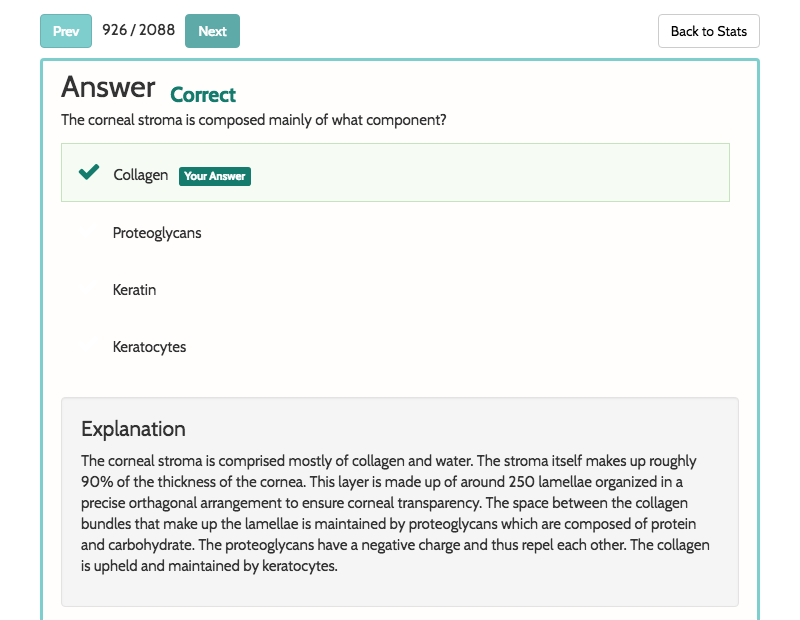 Prev 926 / 2088 Next Back to Stats
Answer Correct
The corneal stroma is composed mainly of what component?
Collagen Your Answer
Proteoglycans
Keratin
Keratocytes
Explanation
The corneal stroma is comprised mostly of collagen and water. The stroma itself makes up roughly
90% of the thickness of the cornea. This layer is made up of around 250 lamellae organized in a
precise orthagonal arrangement to ensure corneal transparency. The space between the collagen
bundles that make up the lamellae is maintained by proteoglycans which are composed of protein
and carbohydrate. The proteoglycans have a negative charge and thus repel each other. The collagen
is upheld and maintained by keratocytes.